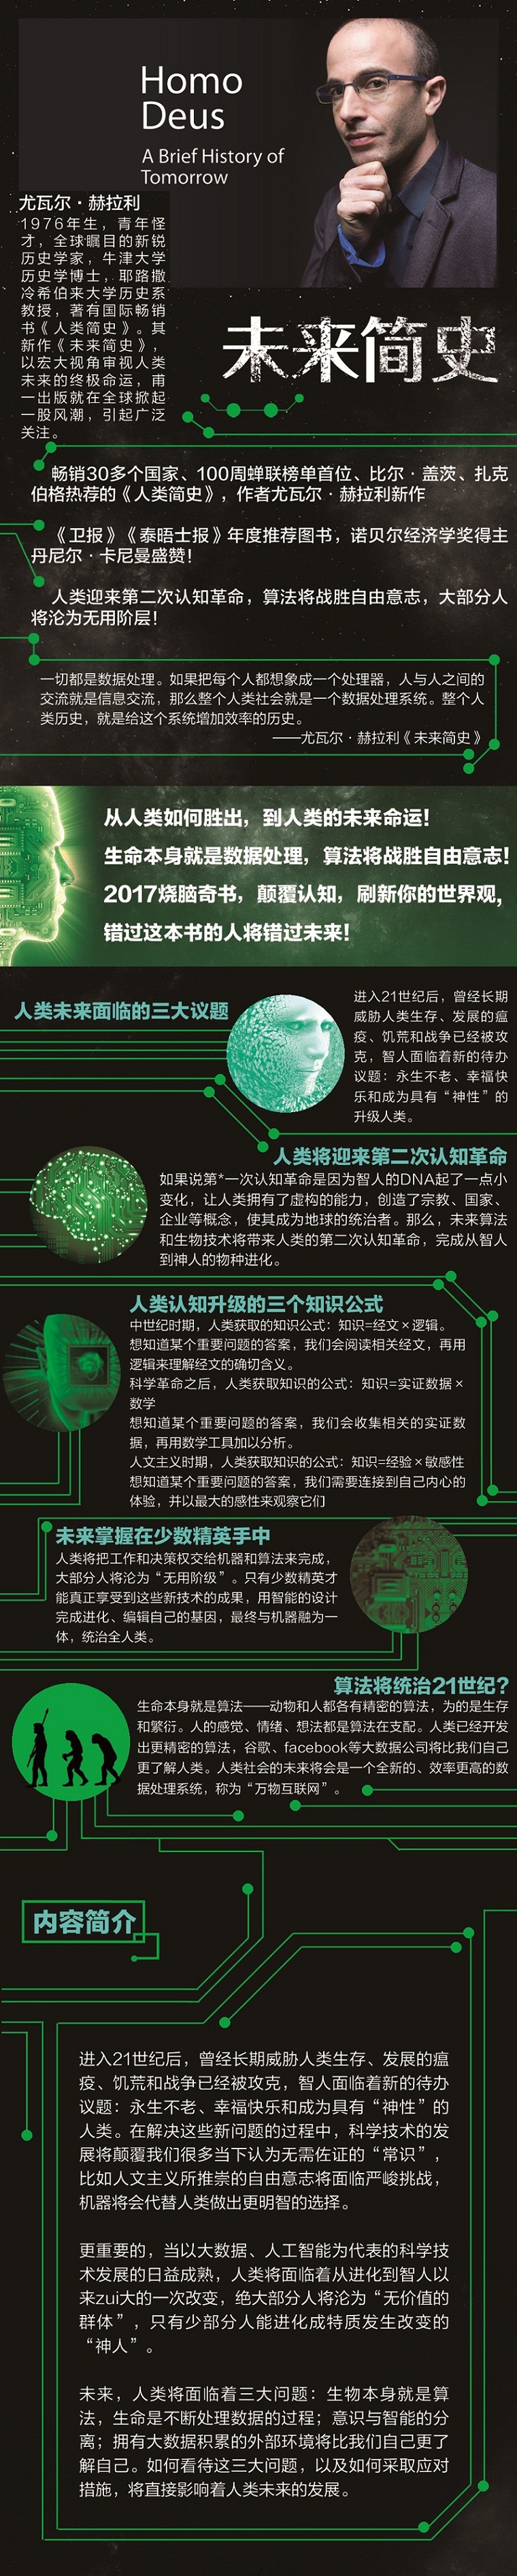 Homo
Deus
A Brief History of
Tomorrow
尤瓦尔·赫拉利
1976年生，青年怪
才，全球瞩目的新锐
历史学家，牛津大学
历史学博士，耶路撒
冷希伯来大学历史系
教授，著有国际畅销
书《人类简史》。其
新作《未来简史》，
以宏大视角审视人类
未来的终极命运，甫
一出版就在全球掀起
一股风潮，引起广泛
关注。
未来简史
畅销30多个国家、100周蝉联榜单首位、比尔·盖茨、扎克
伯格热荐的《人类简史》，作者尤瓦尔·赫拉利新作
《卫报》《泰晤士报》年度推荐图书，诺贝尔经济学奖得主
丹尼尔·卡尼曼盛赞！
人类迎来第二次认知革命，算法将战胜自由意志，大部分人
将沦为无用阶层！
一切都是数据处理。如果把每个人都想象成一个处理器，人与人之间的
交流就是信息交流，那么整个人类社会就是一个数据处理系统。整个人
类历史，就是给这个系统增加效率的历史。
——尤瓦尔·赫拉利《未来简史》
从人类如何胜出，到人类的未来命运！
生命本身就是数据处理，算法将战胜自由意志！
2017烧脑奇书，颠覆认知，刷新你的世界观，
错过这本书的人将错过未来！
人类未来面临的三大议题
进入21世纪后，曾经长期
威胁人类生存、发展的瘟
疫、饥荒和战争已经被攻
克，智人面临着新的待办
议题：永生不老、幸福快
乐和成为具有“神性”的
升级人类。
人类将迎来第二次认知革命
如果说第*一次认知革命是因为智人的DNA起了一点小
变化，让人类拥有了虚构的能力，创造了宗教、国家、
企业等概念，使其成为地球的统治者。那么，未来算法
和生物技术将带来人类的第二次认知革命，完成从智人
到神人的物种进化。
人类认知升级的三个知识公式
中世纪时期，人类获取的知识公式：知识=经文×逻辑。
想知道某个重要问题的答案，我们会阅读相关经文，再用
逻辑来理解经文的确切含义。
科学革命之后，人类获取知识的公式：知识=实证数据×
数学
想知道某个重要问题的答案，我们会收集相关的实证数
据，再用数学工具加以分析。
人文主义时期，人类获取知识的公式：知识=经验×敏感性
想知道某个重要问题的答案，我们需要连接到自己内心的
体验，并以最大的感性来观察它们
未来掌握在少数精英手中
人类将把工作和决策权交给机器和算法来完成，
大部分人将沦为“无用阶级”。只有少数精英才
能真正享受到这些新技术的成果，用智能的设计
完成进化、编辑自己的基因，最终与机器融为一
体，统治全人类。
算法将统治21世纪？
生命本身就是算法——动物和人都各有精密的算法，为的是生存
和繁衍。人的感觉、情绪、想法都是算法在支配。人类已经开发
出更精密的算法，谷歌、facebook等大数据公司将比我们自己
更了解人类。人类社会的未来将会是一个全新的、效率更高的数
据处理系统，称为“万物互联网”。
内容简介
进入21世纪后，曾经长期威胁人类生存、发展的瘟
疫、饥荒和战争已经被攻克，智人面临着新的待办
议题：永生不老、幸福快乐和成为具有“神性”的
人类。在解决这些新问题的过程中，科学技术的发
展将颠覆我们很多当下认为无需佐证的“常识”，
比如人文主义所推崇的自由意志将面临严峻挑战，
机器将会代替人类做出更明智的选择。
更重要的，当以大数据、人工智能为代表的科学技
术发展的日益成熟，人类将面临着从进化到智人以
来zui大的一次改变，绝大部分人将沦为“无价值的
群体”，只有少部分人能进化成特质发生改变的
“神人”。
未来，人类将面临着三大问题：生物本身就是算
法，生命是不断处理数据的过程；意识与智能的分
离；拥有大数据积累的外部环境将比我们自己更了
解自己。如何看待这三大问题，以及如何采取应对
措施，将直接影响着人类未来的发展。